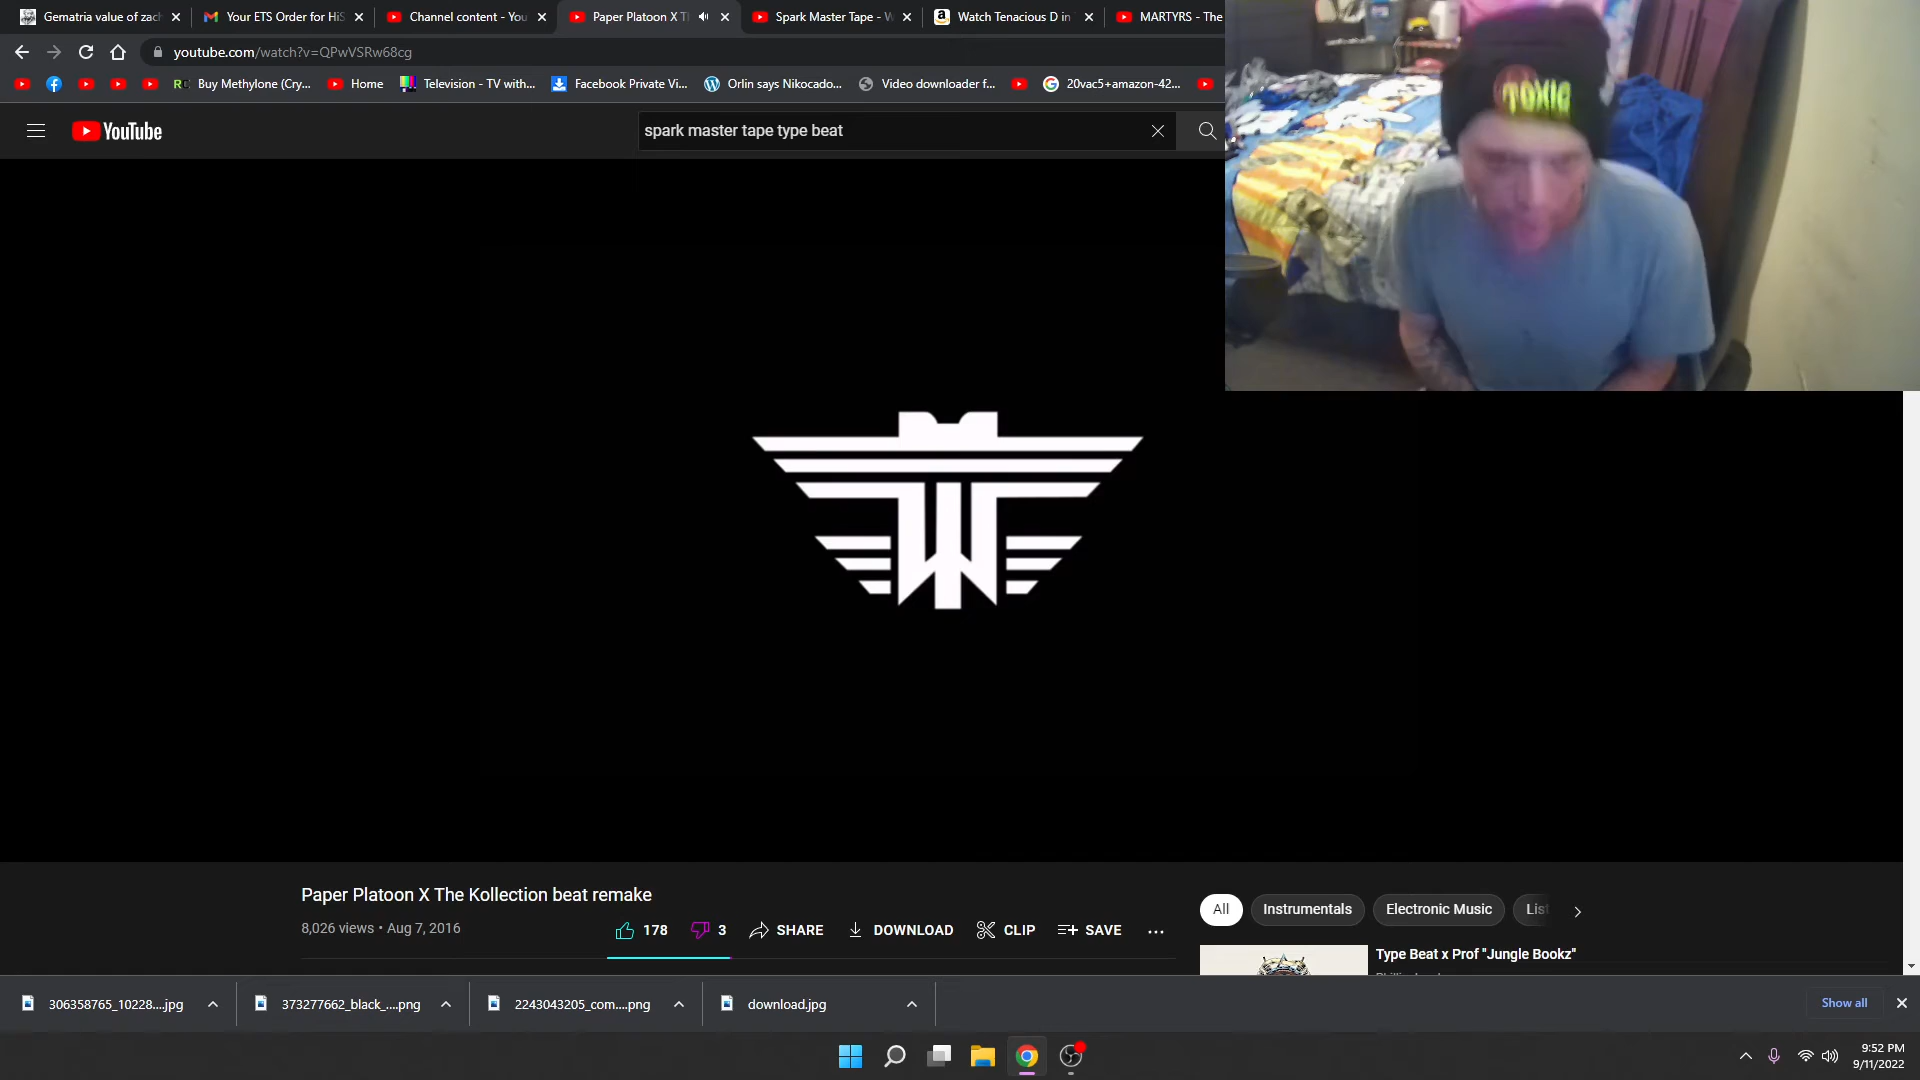 Gematria value of zac
Your ETS Order for HiS
Channel content - You
Paper Platoon X T
Spark Master Tape - W
Watch Tenacious D in
MARTYRS - The
youtube.com/watch?v=QPwVSRw68cg
Buy Methylone (Cry...
Home
Television - TV with...
Facebook Private Vi...
Orlin says Nikocado...
Video downloader f...
20vac5+amazon-42...
YouTube
spark master tape type beat
TOXIC
Paper Platoon X The Kollection beat remake
8,026 views • Aug 7, 2016
178
3
SHARE
DOWNLOAD
CLIP
SAVE
All
Instrumentals
Electronic Music
List
Type Beat x Prof "Jungle Bookz"
306358765_10228....jpg
373277662_black_....png
2243043205_com....png
download.jpg
Show all
9:52 PM
9/11/2022